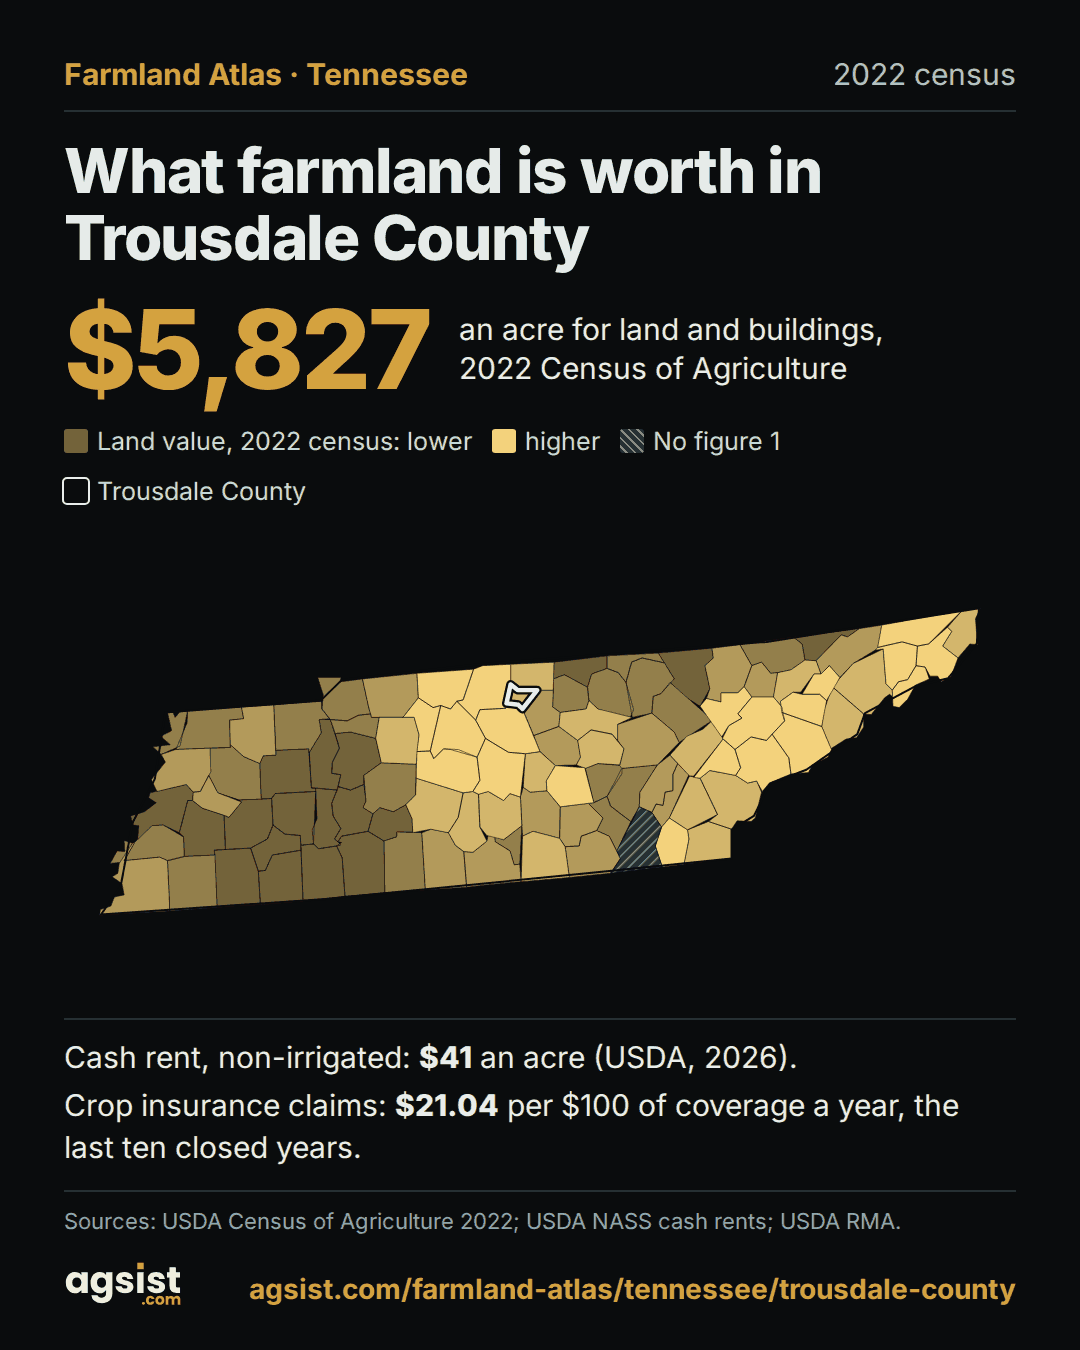 Farmland Atlas · Tennessee
2022 census
What farmland is worth in
Trousdale County
$5,827
an acre for land and buildings,
2022 Census of Agriculture
Land value, 2022 census: lower
higher
No figure 1
Trousdale County
Cash rent, non-irrigated: $41 an acre (USDA, 2026).
Crop insurance claims: $21.04 per $100 of coverage a year, the
last ten closed years.
Sources: USDA Census of Agriculture 2022; USDA NASS cash rents; USDA RMA.
agsist
.com
agsist.com/farmland-atlas/tennessee/trousdale-county